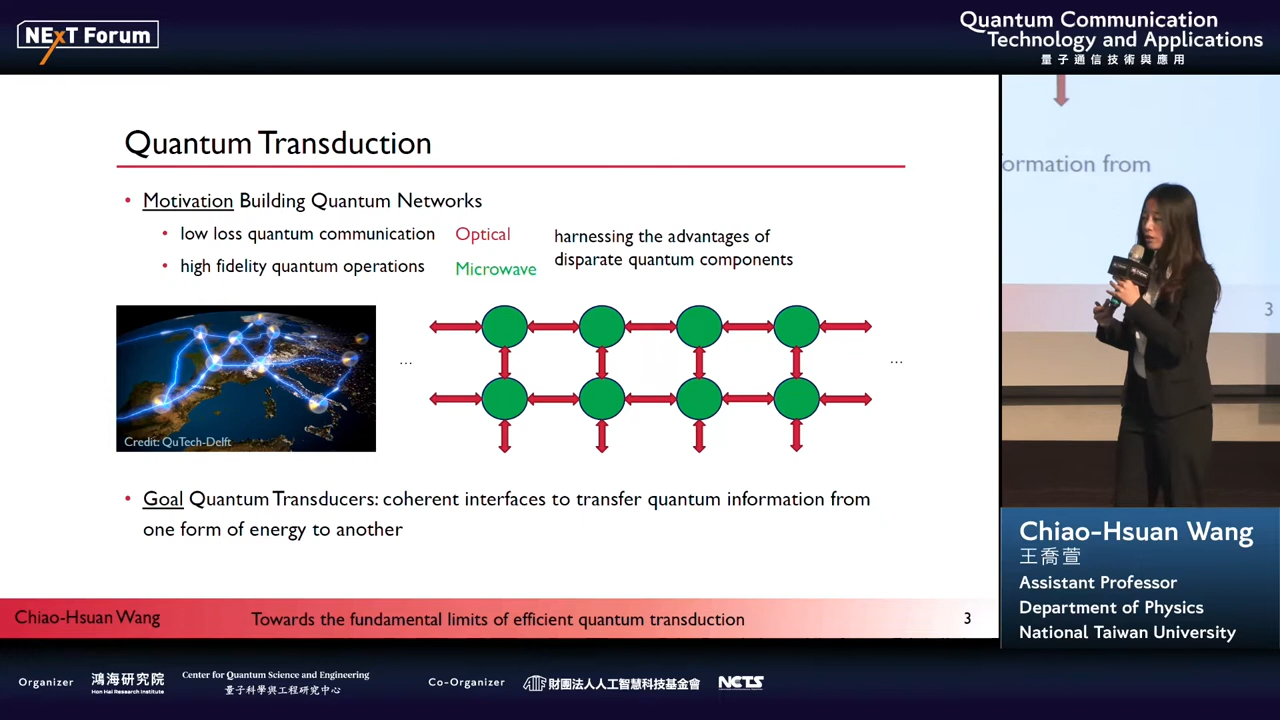 NExT Forum
Quantum Communication
Technology and Applications
量子通信技術與應用
Quantum Transduction
• Motivation Building Quantum Networks
• low loss quantum communication Optical
• high fidelity quantum operations Microwave
harnessing the advantages of
disparate quantum components
...
...
Credit: QuTech-Delft
• Goal Quantum Transducers: coherent interfaces to transfer quantum information from
one form of energy to another
Chiao-Hsuan Wang
Towards the fundamental limits of efficient quantum transduction
3
ormation from
3
Chiao-Hsuan Wang
王喬萱
Assistant Professor
Department of Physics
National Taiwan University
Organizer
鴻海研究院
Hon Hai Research Institute
Center for Quantum Science and Engineering
量子科學與工程研究中心
Co-Organizer
財團法人人工智慧科技基金會
NCTS